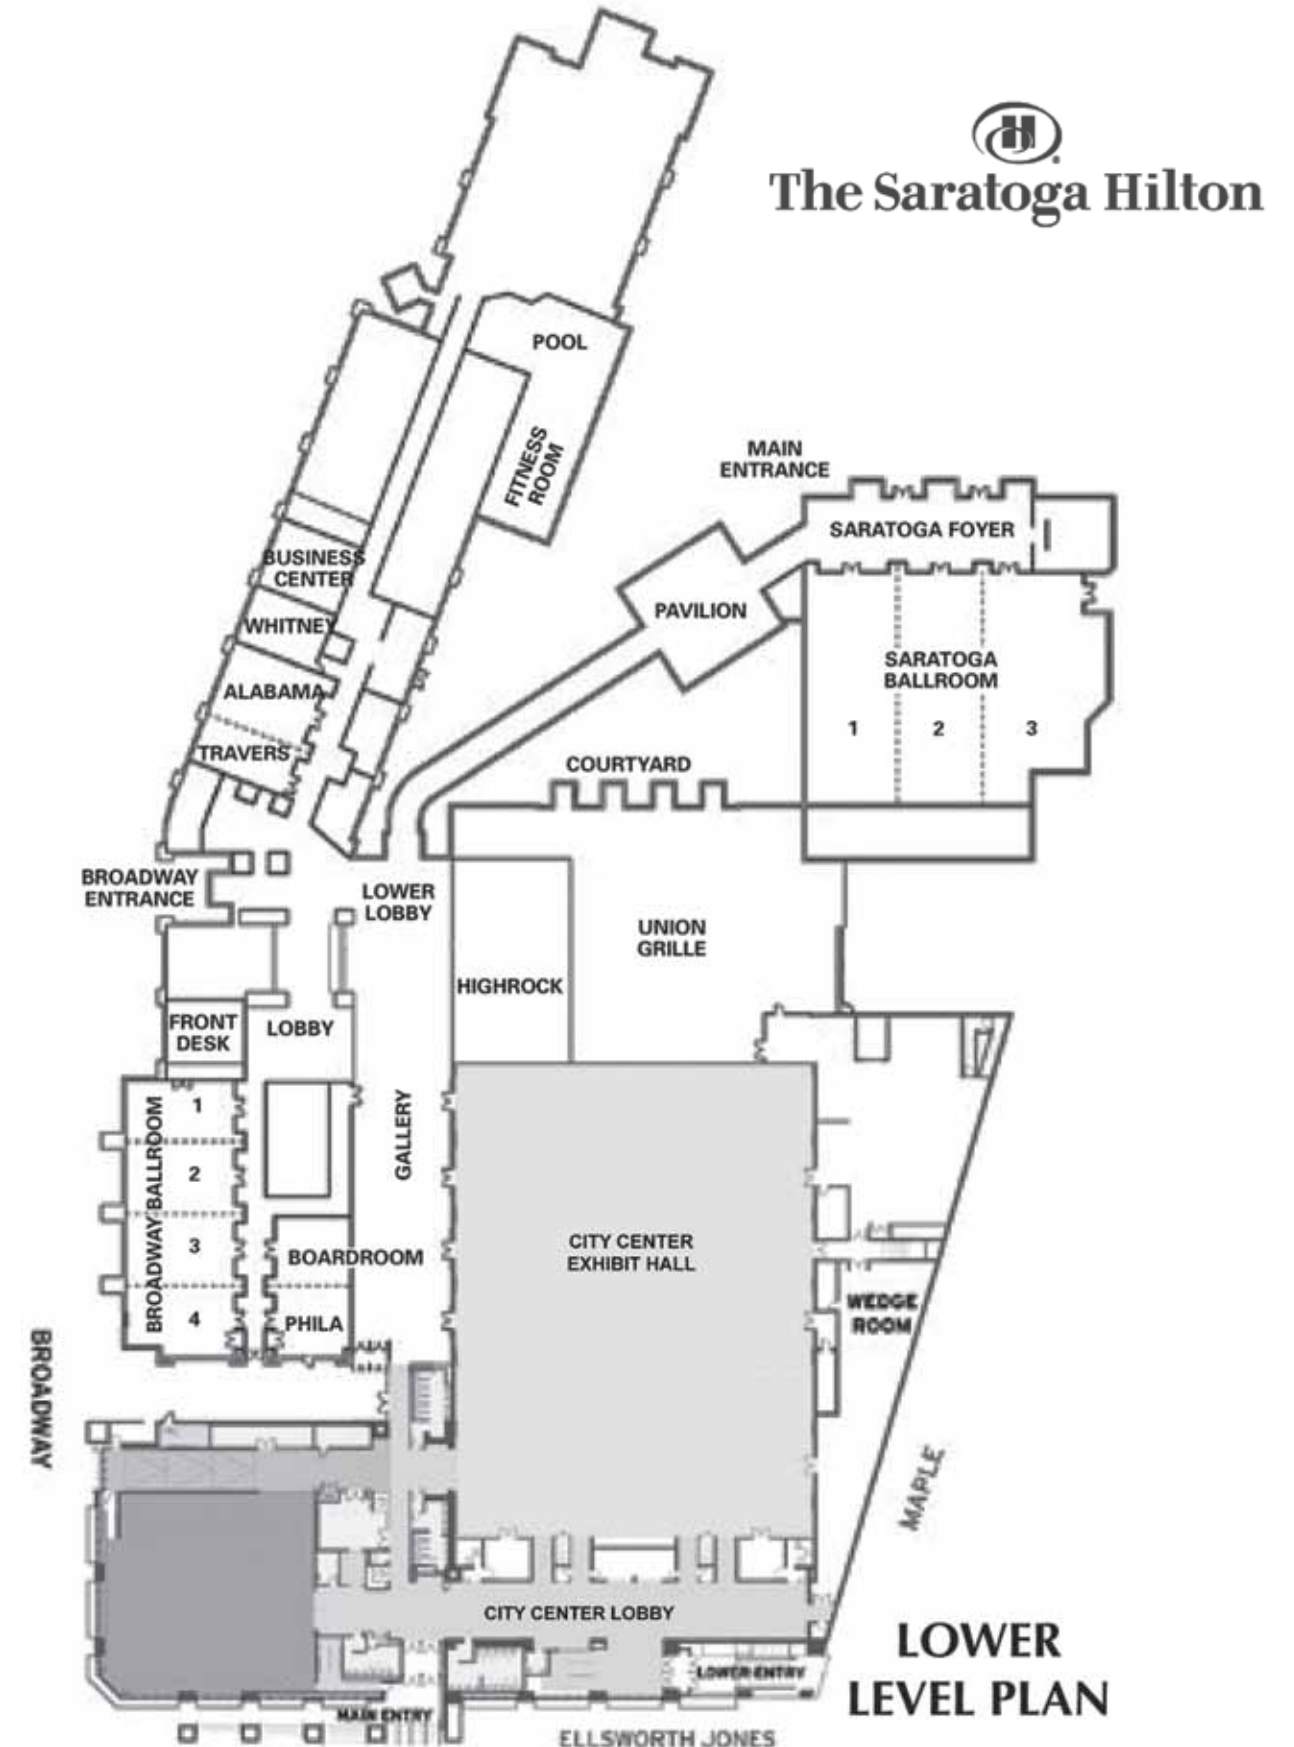 The Saratoga Hilton
POOL
FITNESS
ROOM
MAIN
ENTRANCE
SARATOGA FOYER
BUSINESS
CENTER
PAVILION
WHITNEY
SARATOGA
BALLROOM
ALABAMA
1
2
3
TRAVERS
COURTYARD
BROADWAY
ENTRANCE
LOWER
LOBBY
UNION
GRILLE
HIGHROCK
FRONT
DESK
LOBBY
BROADWAY BALLROOM
1
2
3
4
GALLERY
BOARDROOM
PHILA
CITY CENTER
EXHIBIT HALL
WEDGE
ROOM
BROADWAY
MAPLE
CITY CENTER LOBBY
LOWER ENTRY
MAIN ENTRY
ELLSWORTH JONES
LOWER
LEVEL PLAN